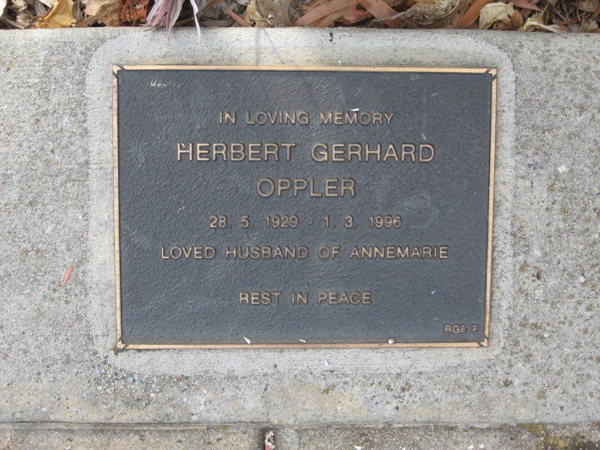 IN LOVING MEMORY
HERBERT GERHARD
OPPLER
28. 5. 1929 - 1. 3. 1996
LOVED HUSBAND OF ANNEMARIE
REST IN PEACE